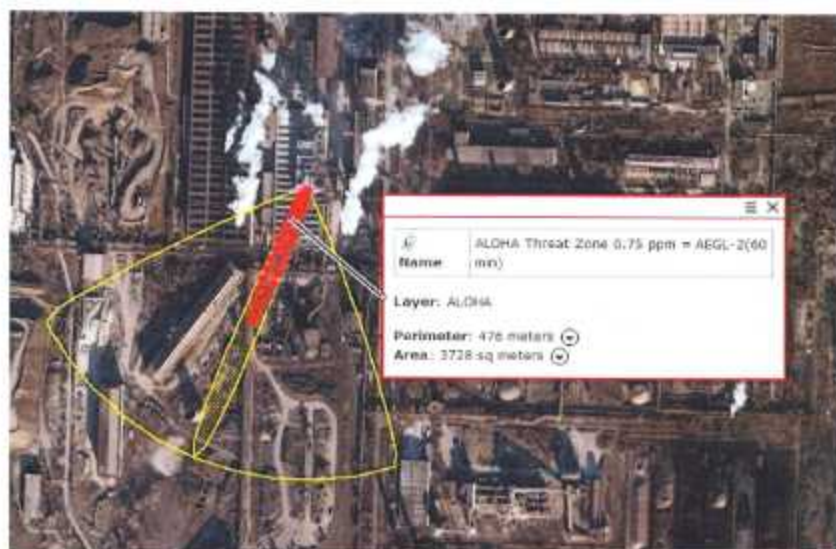 Name
ALOHA Threat Zone 0.75 ppm = AEGL-2(60
min)
Layer: ALOHA
Perimeter: 476 meters
Area: 3728 sq meters